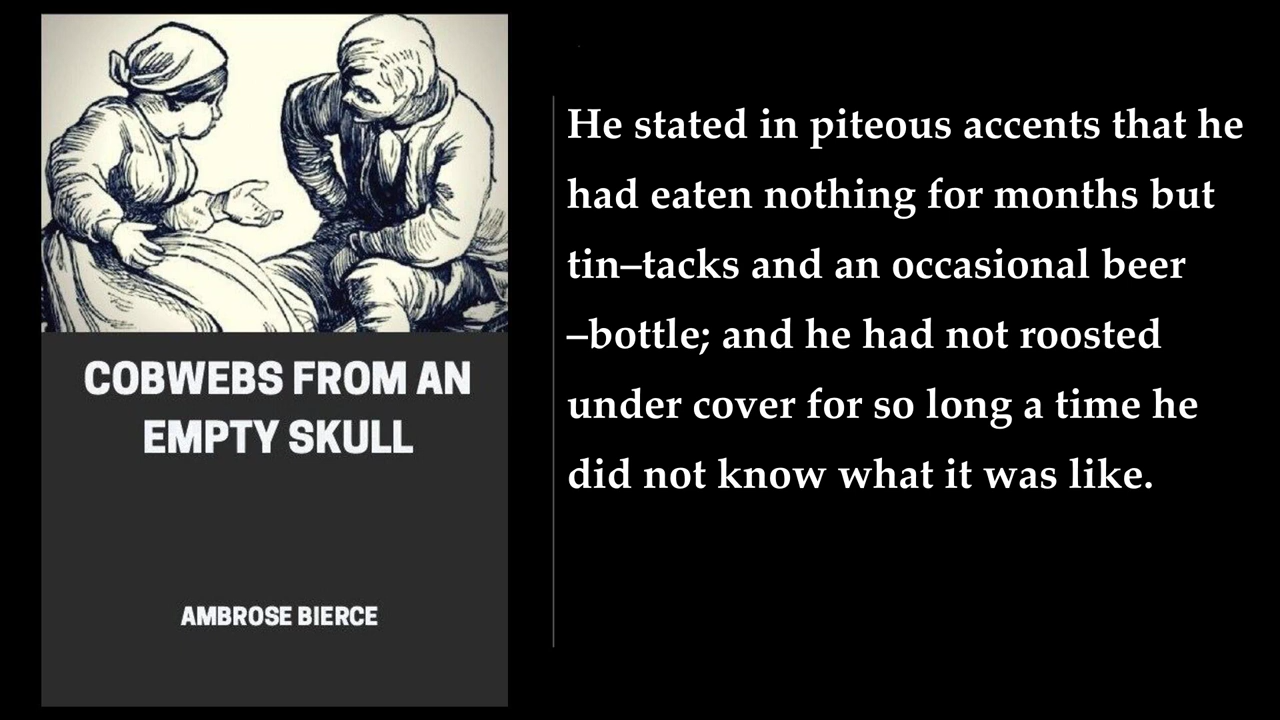 COBWEBS FROM AN
EMPTY SKULL
AMBROSE BIERCE
He stated in piteous accents that he
had eaten nothing for months but
tin–tacks and an occasional beer
–bottle; and he had not roosted
under cover for so long a time he
did not know what it was like.